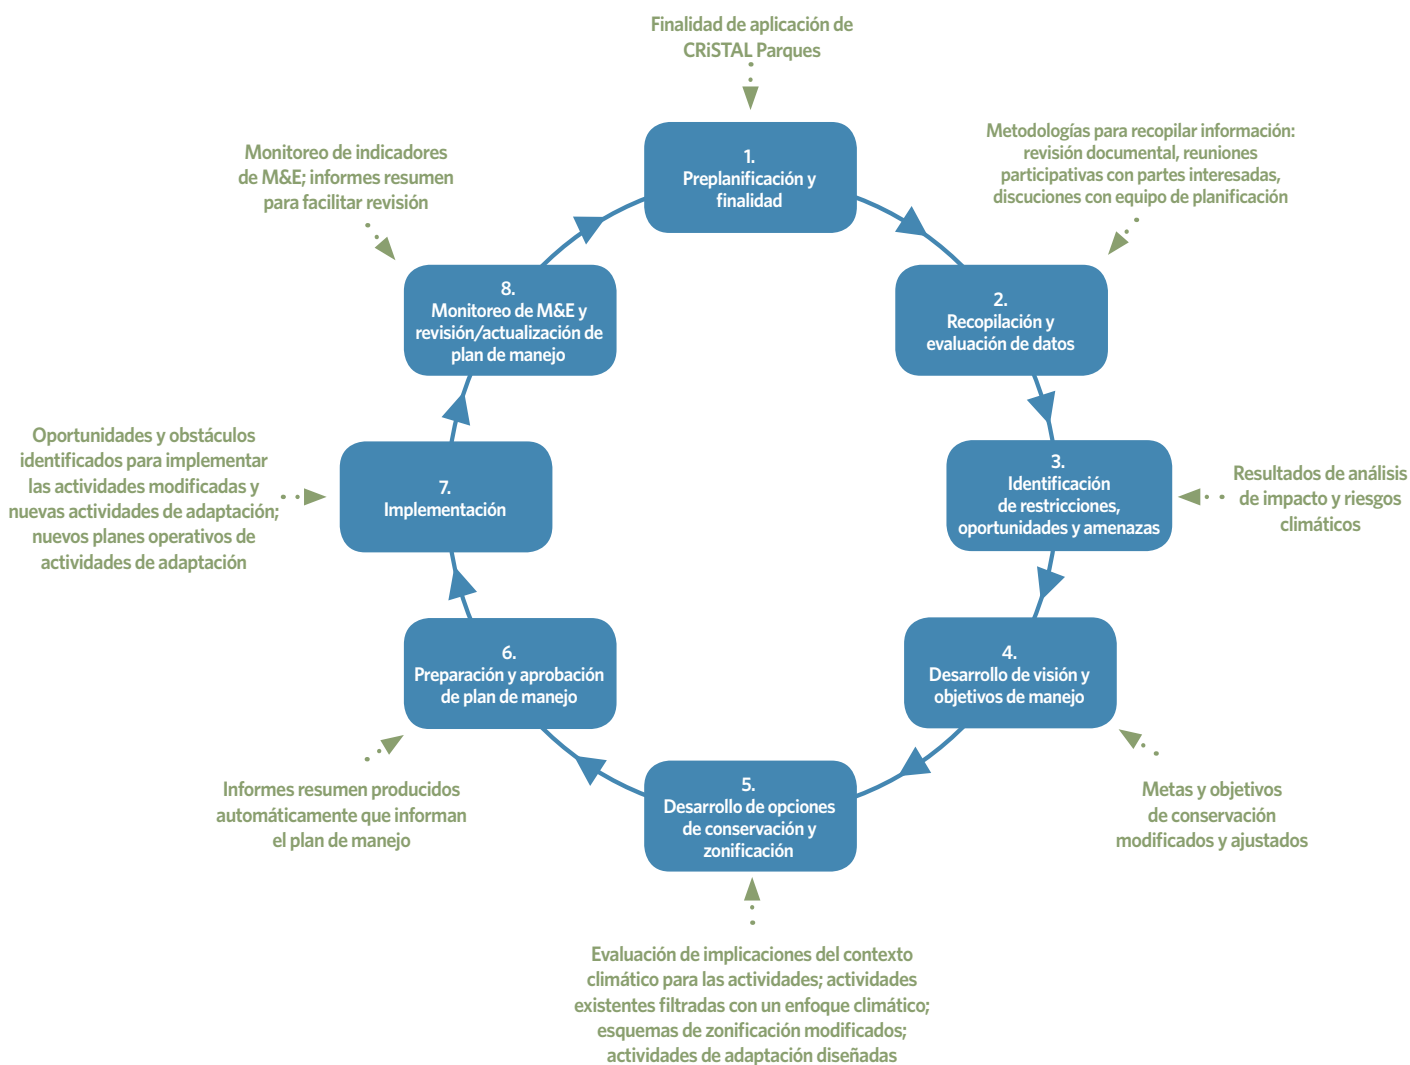 Finalidad de aplicación de
CRiSTAL Parques
1.
Preplanificación y
finalidad
Metodologías para recopilar información:
revisión documental, reuniones
participativas con partes interesadas,
discuciones con equipo de planificación
2.
Recopilación y
evaluación de datos
3.
Identificación
de restricciones,
oportunidades y amenazas
Resultados de análisis
de impacto y riesgos
climáticos
4.
Desarrollo de visión y
objetivos de manejo
Metas y objetivos
de conservación
modificados y ajustados
5.
Desarrollo de opciones
de conservación y
zonificación
Evaluación de implicaciones del contexto
climático para las actividades; actividades
existentes filtradas con un enfoque climático;
esquemas de zonificación modificados;
actividades de adaptación diseñadas
6.
Preparación y aprobación
de plan de manejo
Informes resumen producidos
automáticamente que informan
el plan de manejo
7.
Implementación
Oportunidades y obstáculos
identificados para implementar
las actividades modificadas y
nuevas actividades de adaptación;
nuevos planes operativos de
actividades de adaptación
8.
Monitoreo de M&E y
revisión/actualización de
plan de manejo
Monitoreo de indicadores
de M&E; informes resumen
para facilitar revisión